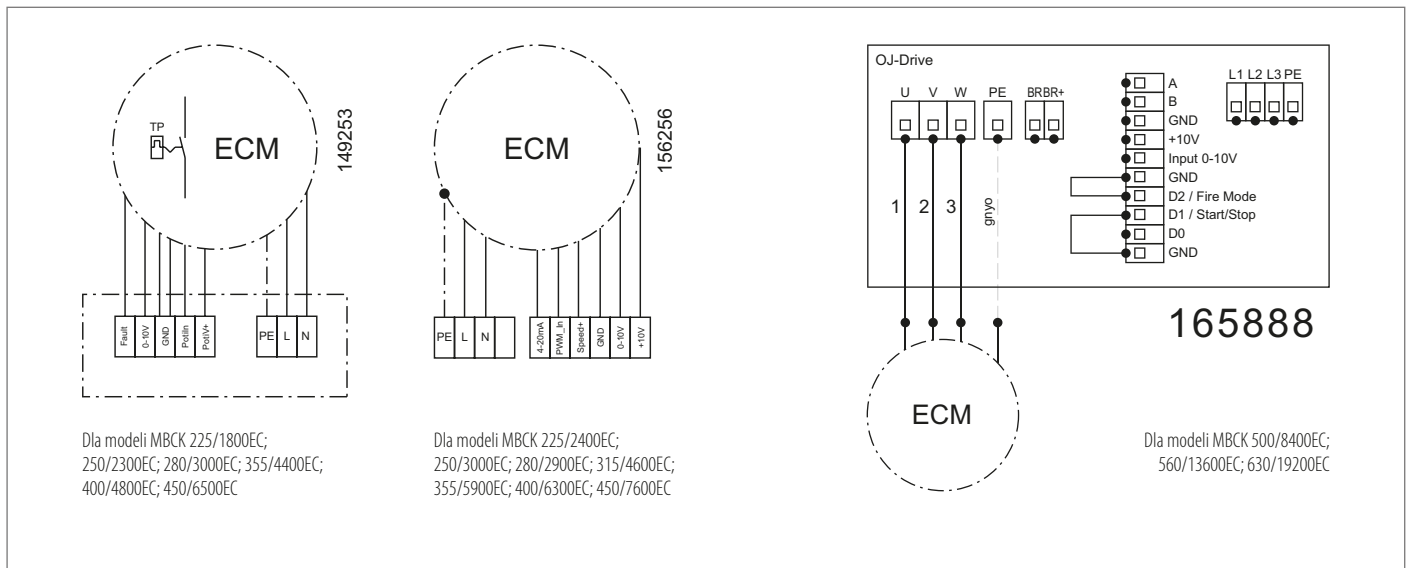 TP
ECM
149253
Fault
0-10V
GND
PotiIn
PotiV+
PE L N
Dla modeli MBCK 225/1800EC;
250/2300EC; 280/3000EC; 355/4400EC;
400/4800EC; 450/6500EC
ECM
156256
PE L N
4-20mA
PWM_In
Speed+
GND
0-10V
+10V
Dla modeli MBCK 225/2400EC;
250/3000EC; 280/2900EC; 315/4600EC;
355/5900EC; 400/6300EC; 450/7600EC
OJ-Drive
U V W PE BR BR+
1 2 3 gnyo
A
B
GND
+10V
Input 0-10V
GND
D2 / Fire Mode
D1 / Start/Stop
D0
GND
L1 L2 L3 PE
165888
ECM
Dla modeli MBCK 500/8400EC;
560/13600EC; 630/19200EC